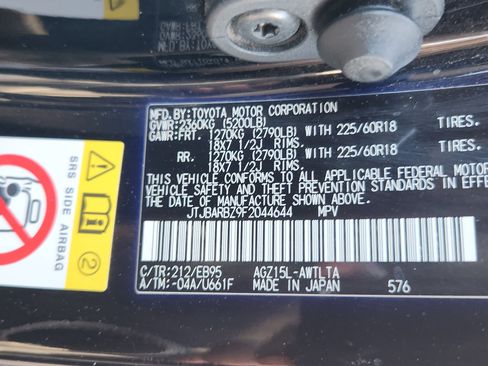 MFD.BY:TOYOTA MOTOR CORPORATION
GVWR:2360KG (5200LB)
GAWR:FRT. 1270KG (2790LB) WITH 225/60R18 TIRES.
18X7 1/2J RIMS.
RR. 1270KG (2790LB) WITH 225/60R18 TIRES.
18X7 1/2J RIMS.
THIS VEHICLE CONFORMS TO ALL APPLICABLE FEDERAL MOTOR
VEHICLE SAFETY AND THEFT PREVENTION STANDARDS IN EFFE
THE DATE OF MANUFACTURE SHOWN ABOVE.
JTJBARBZ9F2044644 MPV
C/TR:212/EB95 AGZ15L-AWTLTA
A/TM:-04A/U661F MADE IN JAPAN 576
SRS SIDE AIRBAG
2